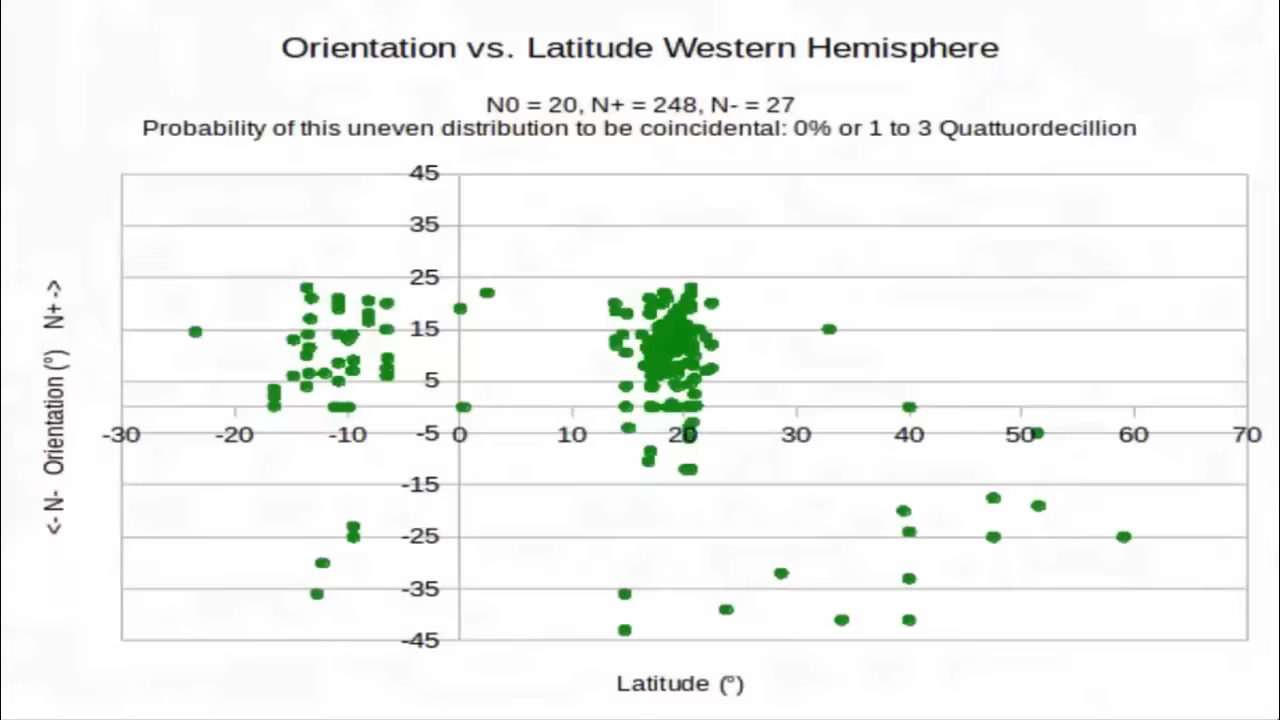 Orientation vs. Latitude Western Hemisphere
N0 = 20, N+ = 248, N- = 27
Probability of this uneven distribution to be coincidental: 0% or 1 to 3 Quattuordecillion
45
35
25
15
5
-5
-15
-25
-35
-45
-30 -20 -10 0 10 20 30 40 50 60 70
<- N- Orientation (°) N+ ->
Latitude (°)